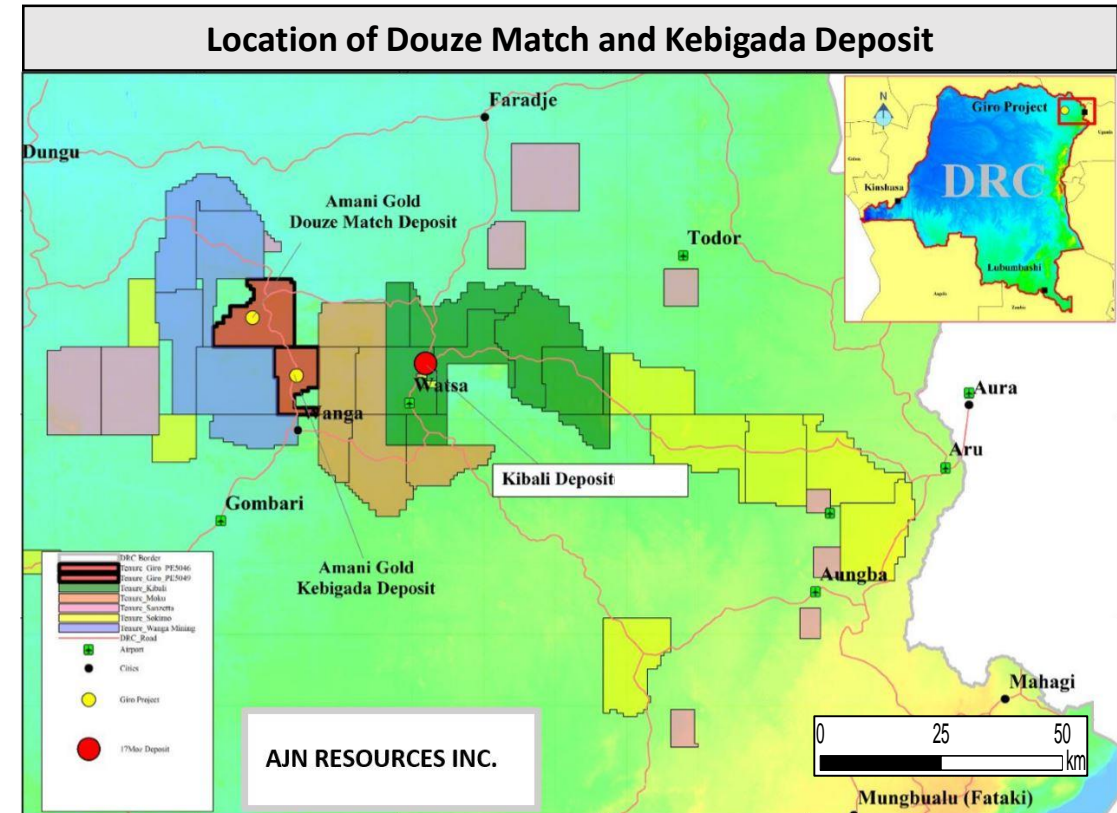 Location of Douze Match and Kebigada Deposit
Faradje
Dungu
Amani Gold
Douze Match Deposit
Todor
Watsa
Wanga
Aura
Aru
Kibali Deposit
Gombari
Amani Gold
Kebigada Deposit
Aungba
Mahagi
Mungbualu (Fataki)
N
Giro Project
DRC
Kinshasa
Lubumbashi
Uganda
Angola
Zambia
DRC Border
Tenure_Giro_PE5046
Tenure_Giro_PE5049
Tenure_Kibali
Tenure_Moku
Tenure_Sokimo
Tenure_Wanga Mining
DRC_Road
Airport
Cities
Giro Project
17Moz Deposit
AJN RESOURCES INC.
0 25 50
km